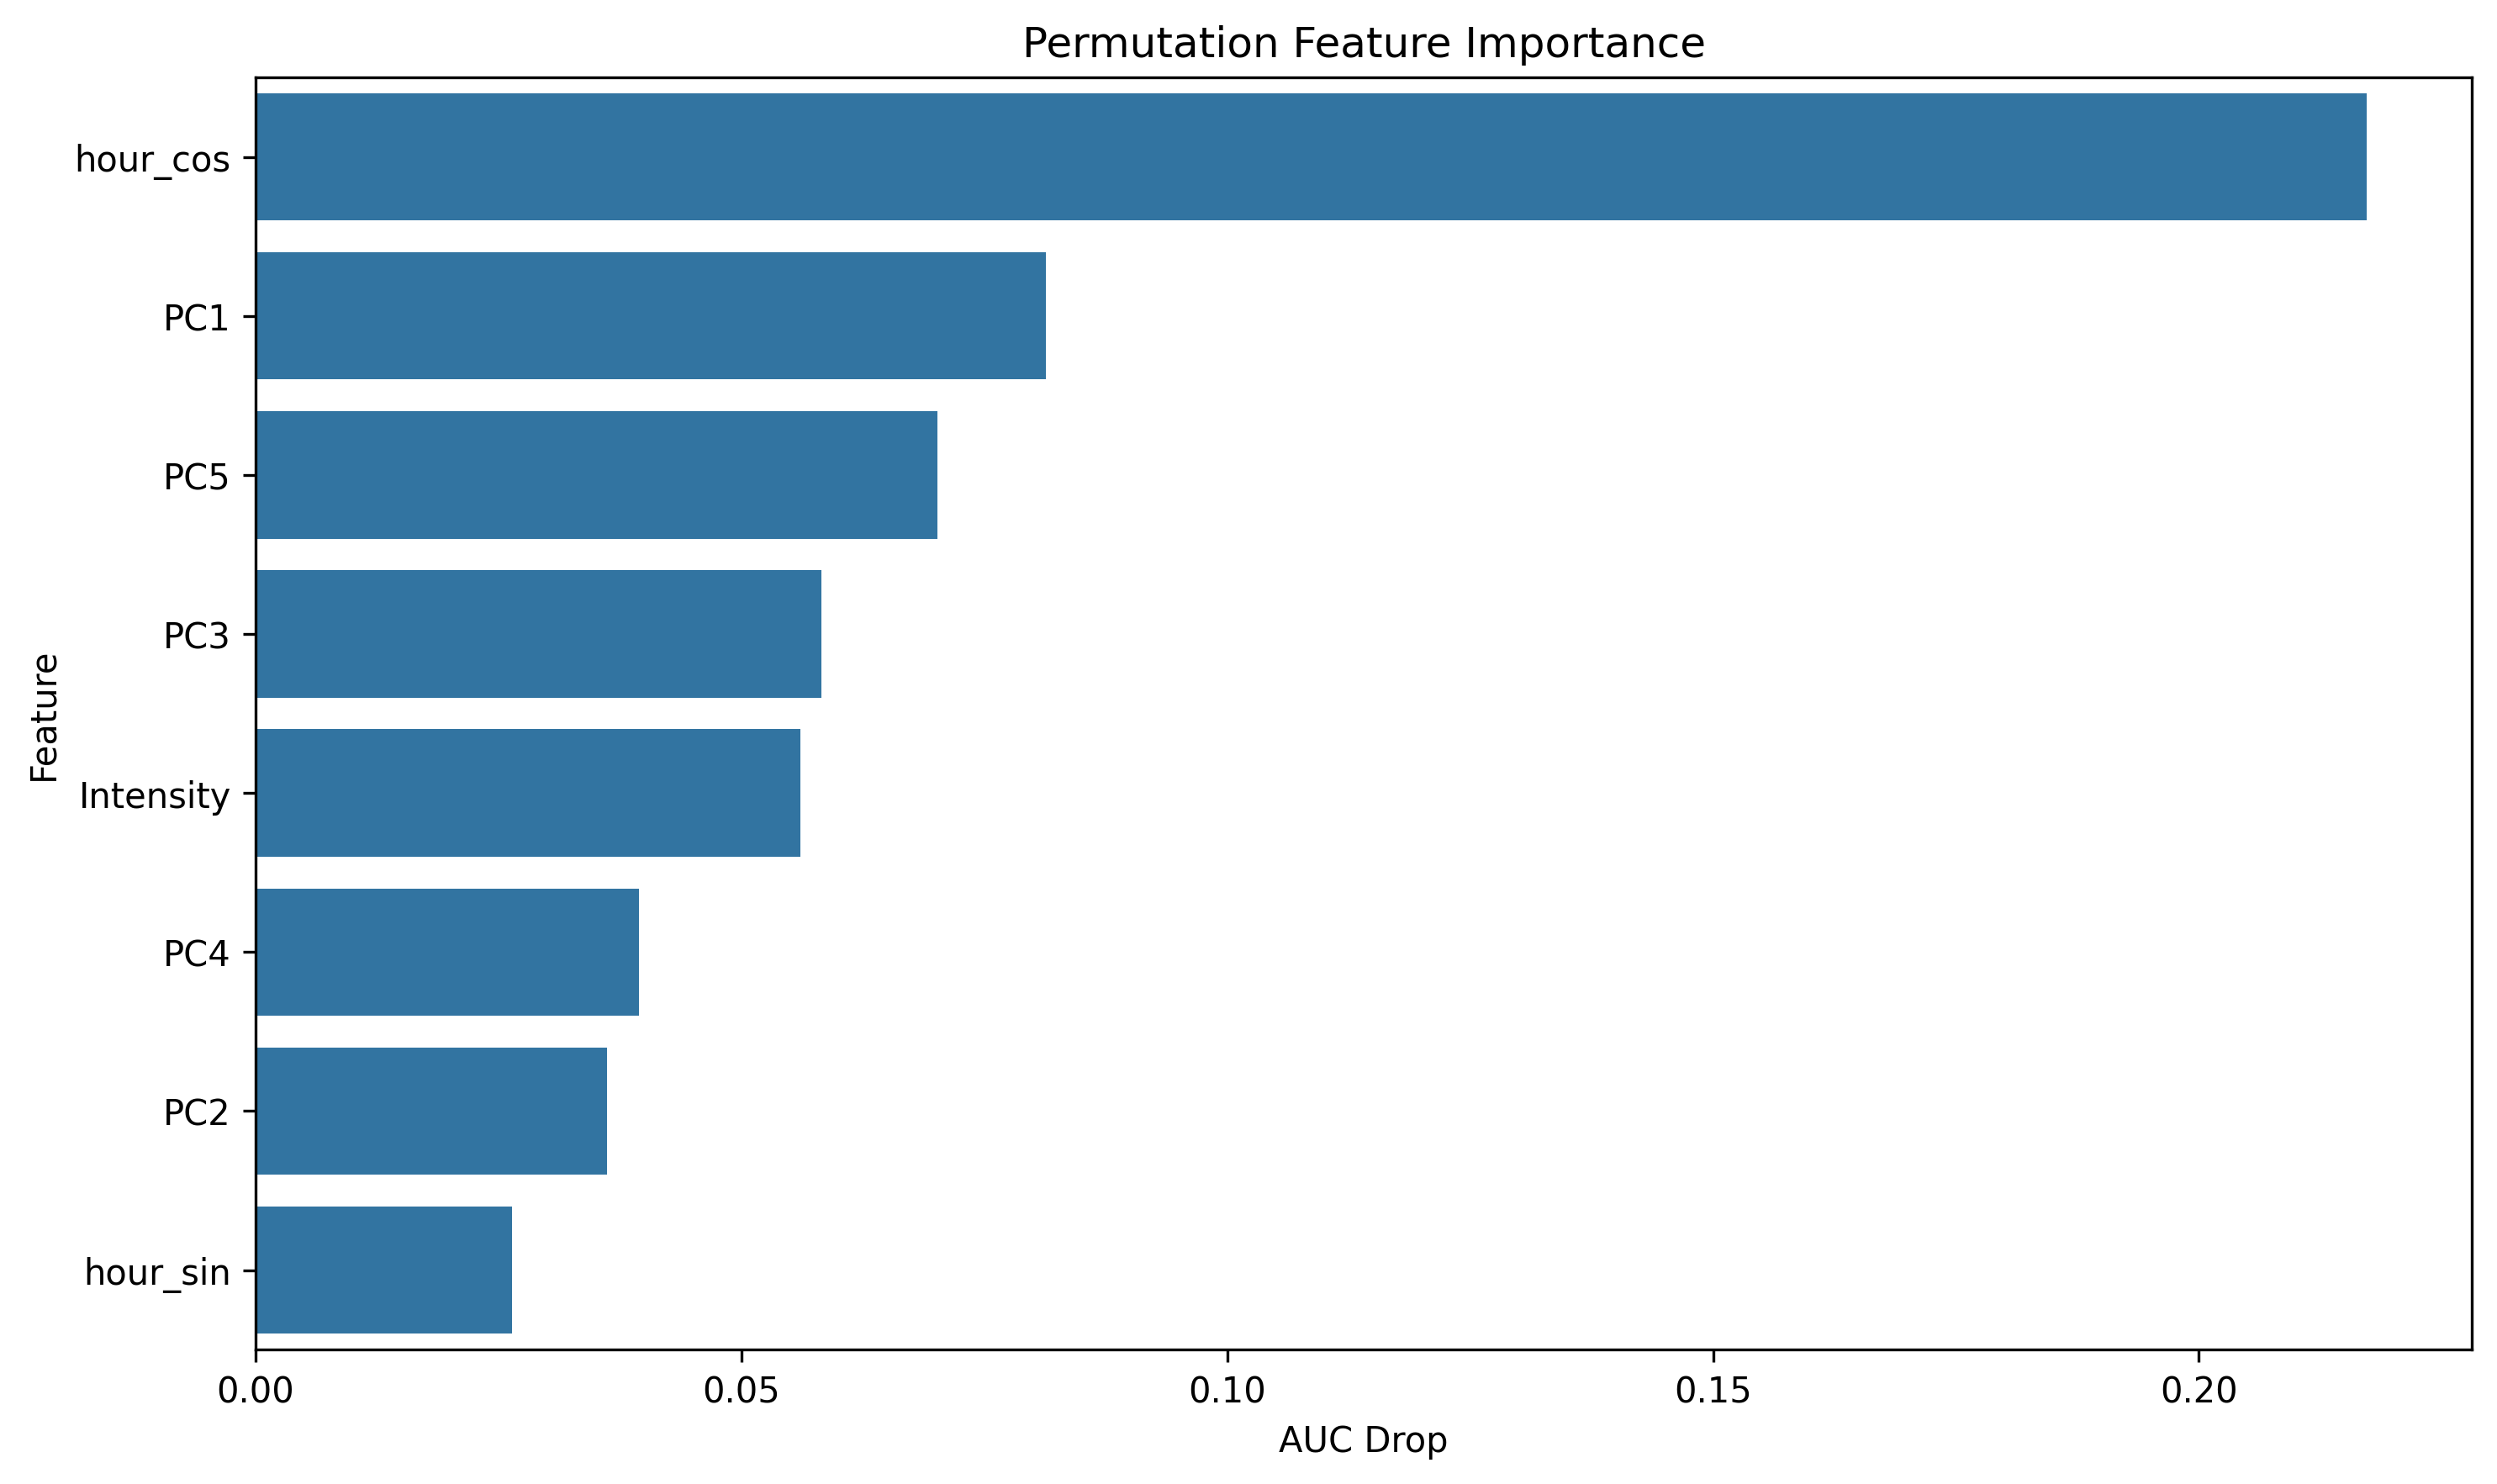 Permutation Feature Importance
hour_cos
PC1
PC5
PC3
Intensity
PC4
PC2
hour_sin
Feature
0.00 0.05 0.10 0.15 0.20
AUC Drop